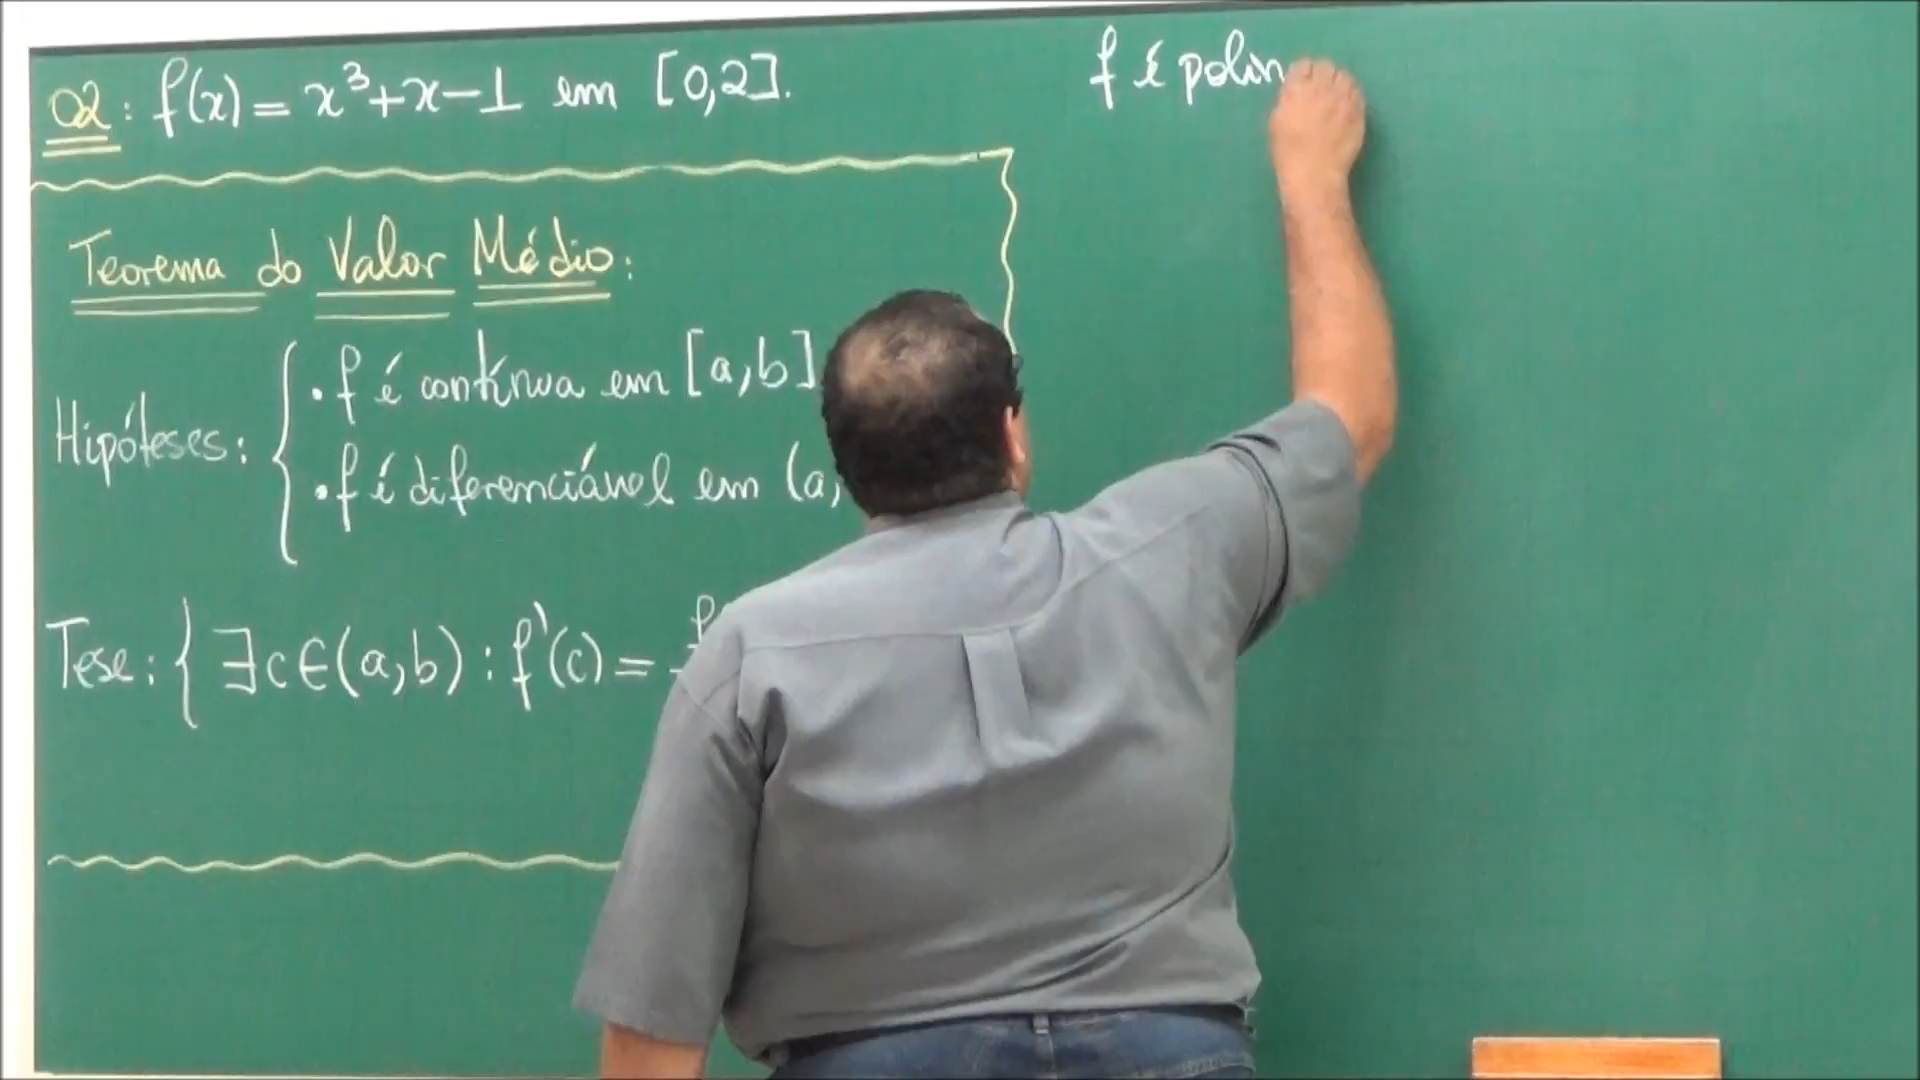 02: f(x) = x³+x-1 em [0,2].
Teorema do Valor Médio:
Hipóteses: { . f é contínua em [a,b]
. f é diferenciável em (a,
Tese: { ∃c∈(a,b) : f'(c) = f
f é polin